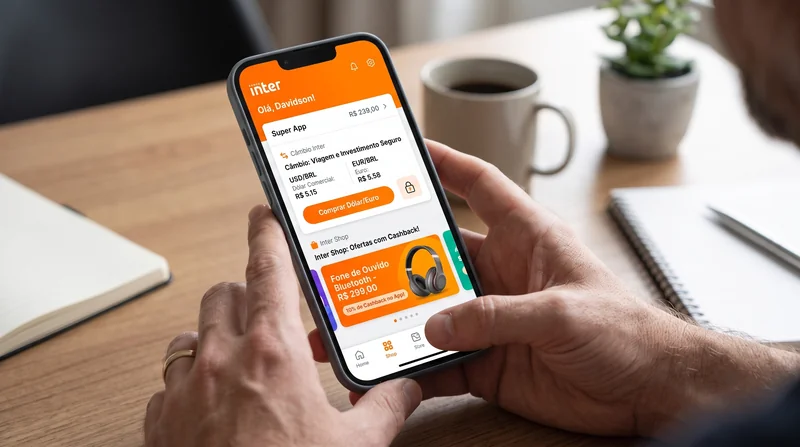 inter
Olá, Davidson!
Super App
R$ 239,00
Câmbio Inter
Câmbio: Viagem e Investimento Seguro
USD/BRL
Dólar Comercial:
R$ 5,15
EUR/BRL
Euro:
R$ 5,58
Comprar Dólar/Euro
Inter Shop
Inter Shop: Ofertas com Cashback!
Fone de Ouvido
Bluetooth -
R$ 299,00
10% de Cashback no App!
Home
Shop
Store